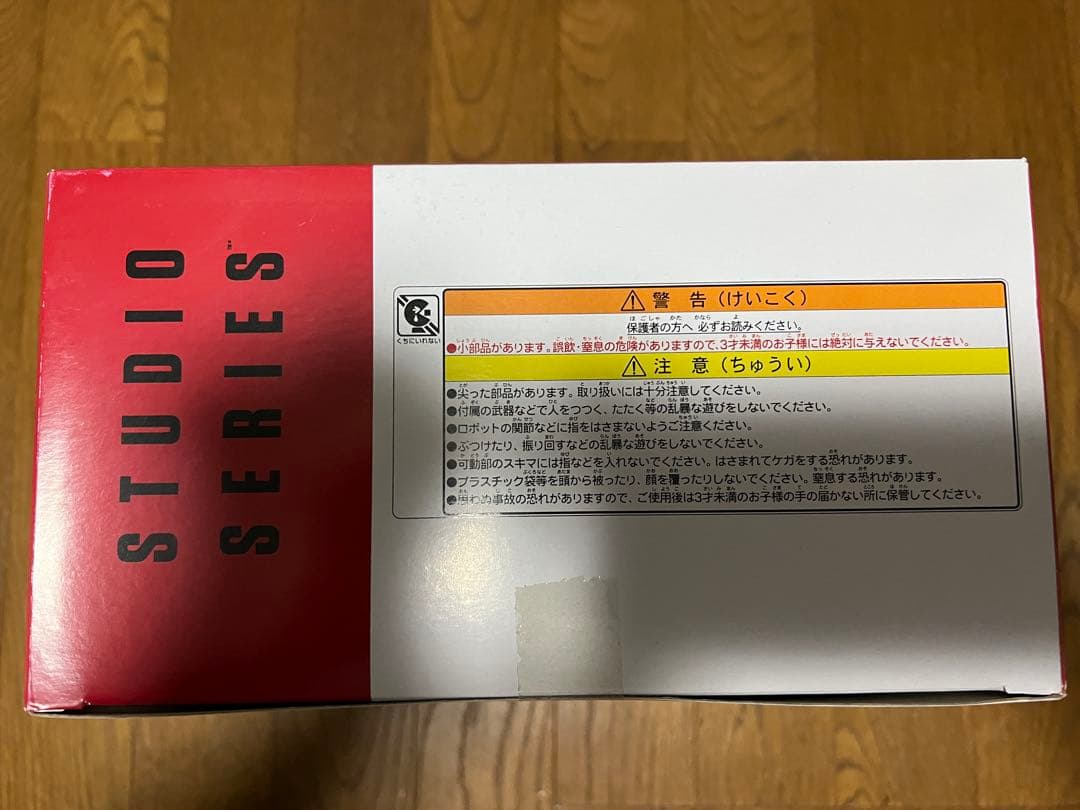 STUDIO
SERIES™
くちにいれない
⚠ 警 告（けいこく）
保護者の方へ 必ずお読みください。
●小部品があります。誤飲・窒息の危険がありますので、3才未満のお子様には絶対に与えないでください。
⚠ 注 意（ちゅうい）
●尖った部品があります。取り扱いには十分注意してください。
●付属の武器などで人をつつく、たたく等の乱暴な遊びをしないでください。
●ロボットの関節などに指をはさまないようご注意ください。
●ぶつけたり、振り回すなどの乱暴な遊びをしないでください。
●可動部のスキマには指などを入れないでください。はさまれてケガをする恐れがあります。
●プラスチック袋等を頭から被ったり、顔を覆ったりしないでください。窒息する恐れがあります。
●思わぬ事故の恐れがありますので、ご使用後は3才未満のお子様の手の届かない所に保管してください。